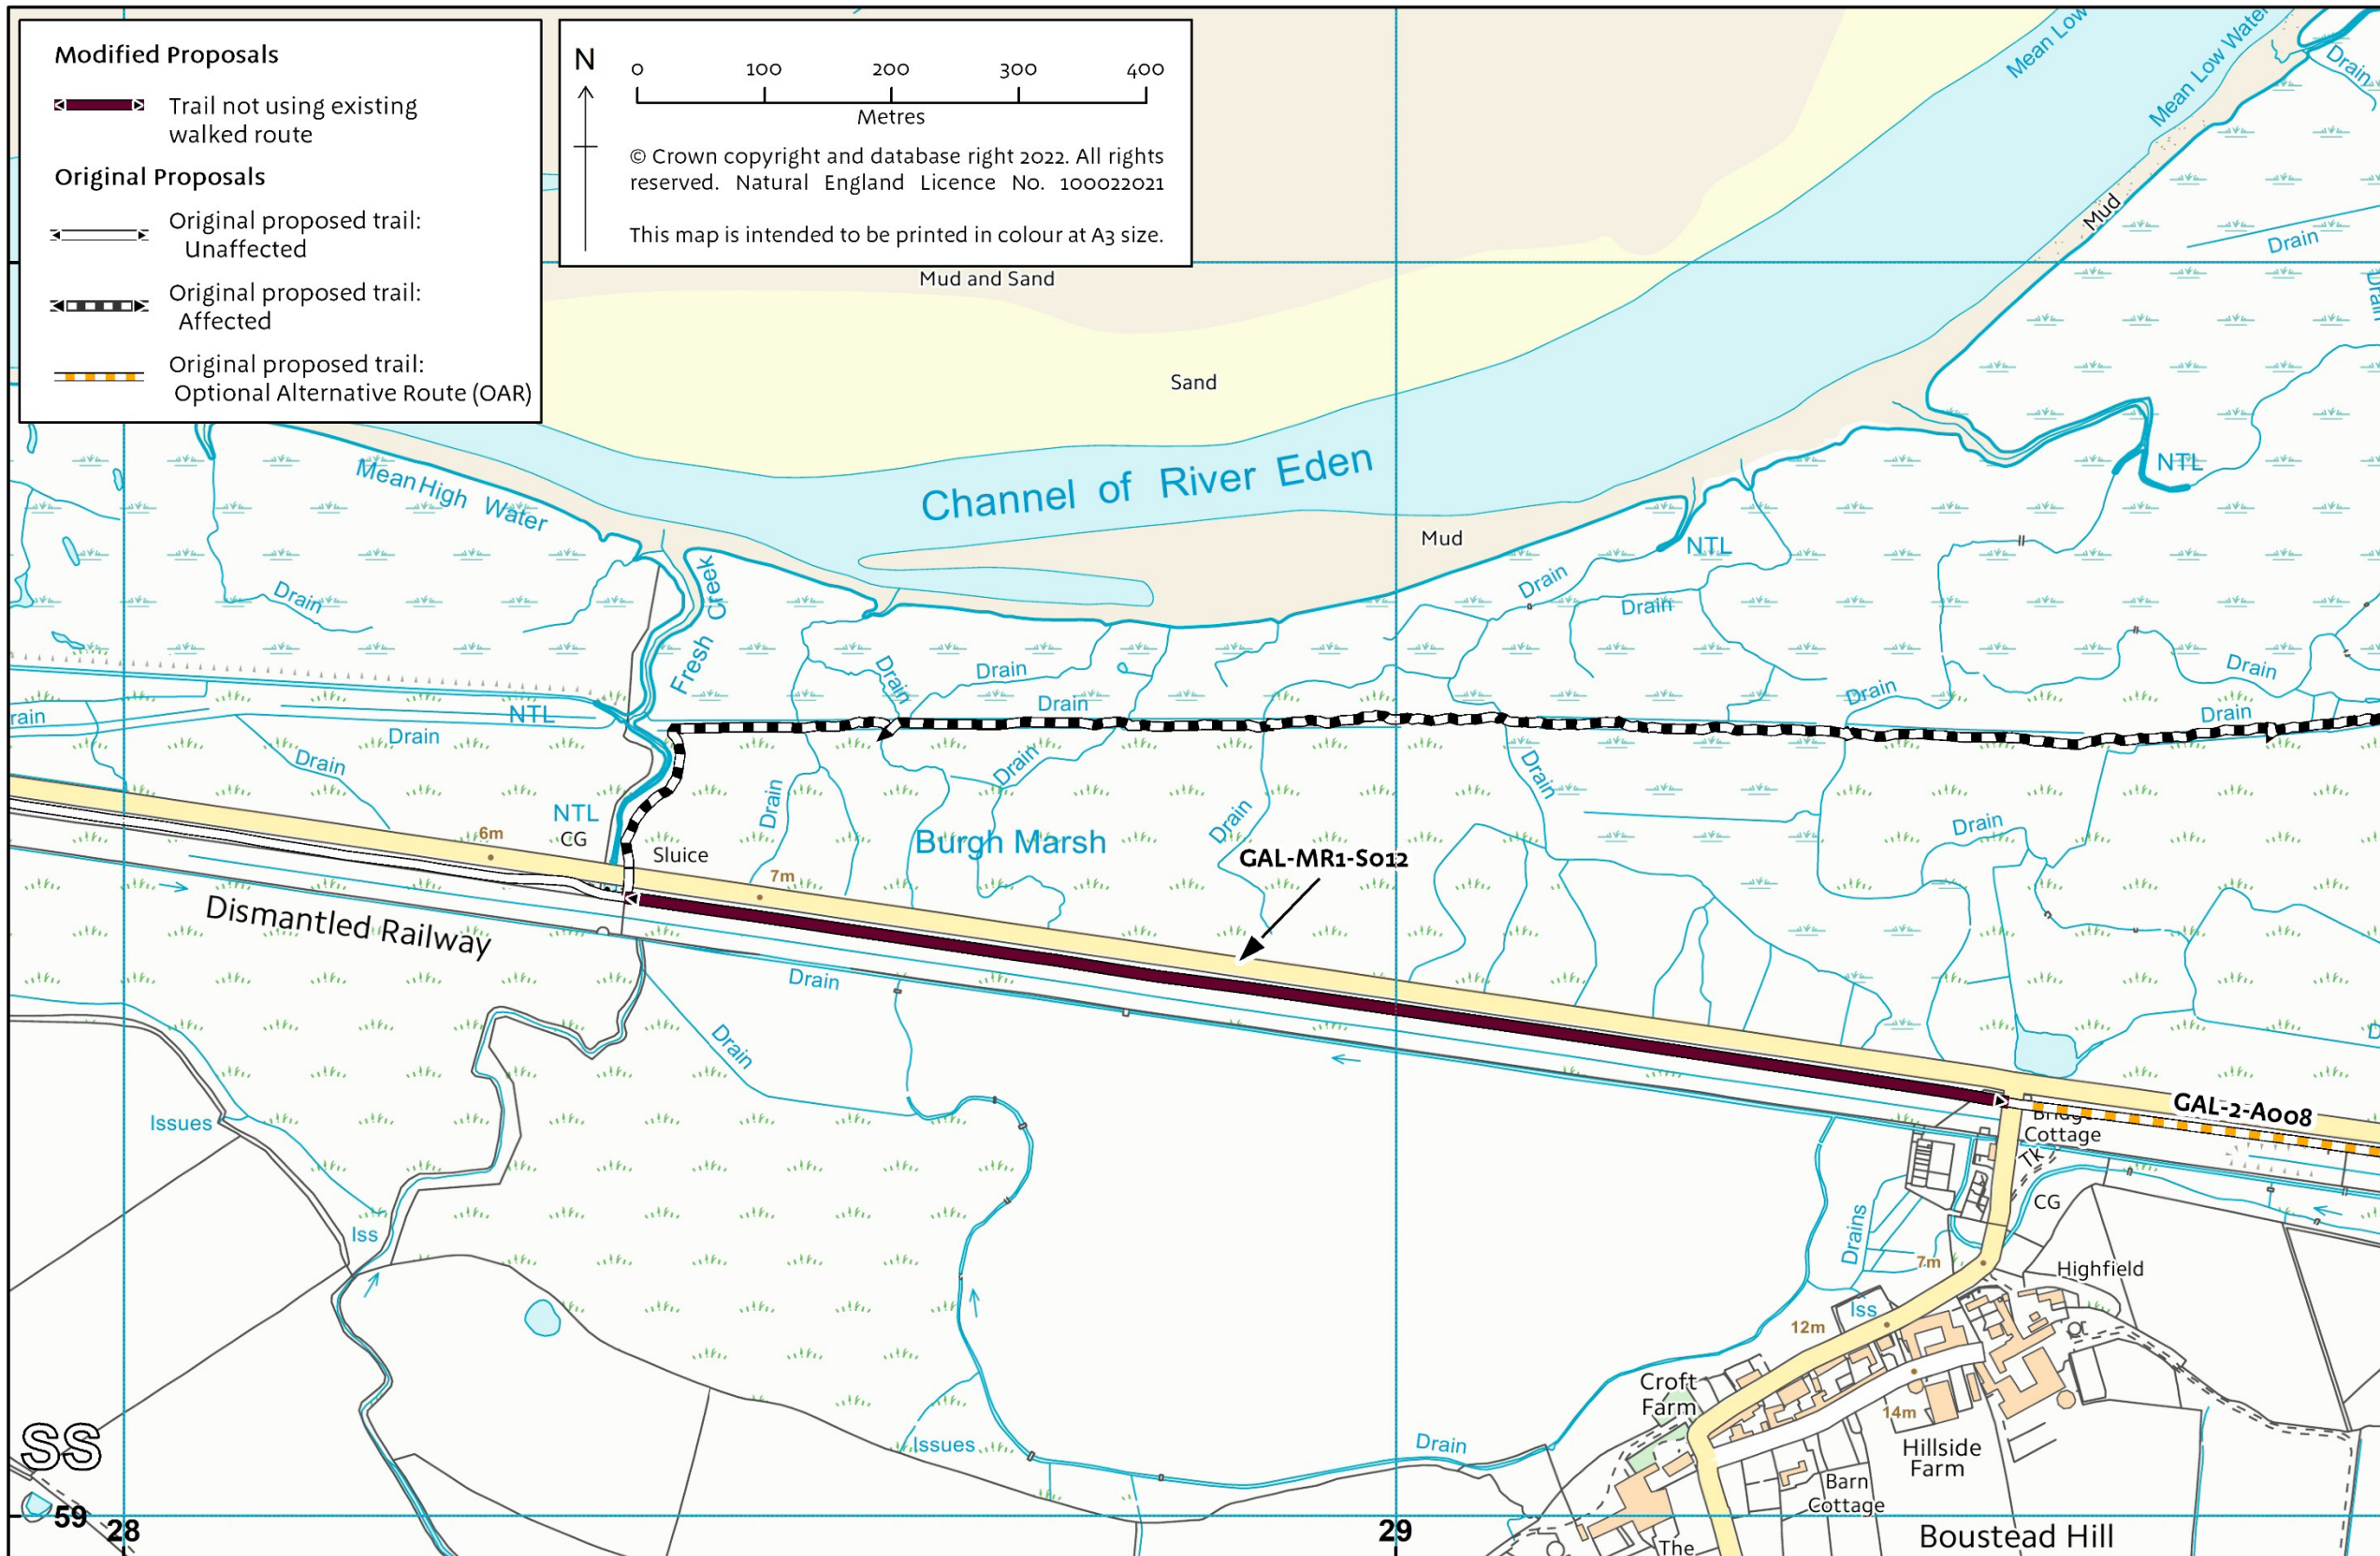 Modified Proposals
Trail not using existing
walked route
Original Proposals
Original proposed trail:
Unaffected
Original proposed trail:
Affected
Original proposed trail:
Optional Alternative Route (OAR)
N
0 100 200 300 400
Metres
© Crown copyright and database right 2022. All rights
reserved. Natural England Licence No. 100022021
This map is intended to be printed in colour at A3 size.
Mean Low
Mean Low Water
Drain
Mud
Drain
Mud and Sand
Sand
Channel of River Eden
Mean High Water
NTL
Mud
NTL
Drain
Drain
Drain
Fresh Creek
Drain
Drain
Drain
Drain
Drain
Drain
NTL
Drain
Drain
Drain
Drain
Drain
Drain
Drain
NTL
CG
6m
Sluice
7m
Burgh Marsh
Drain
GAL-MR1-S012
Dismantled Railway
Drain
Drain
Issues
GAL-2-A008
Cottage
Tk
CG
Iss
Drains
7m
Highfield
Iss
12m
Croft
Farm
14m
Hillside
Farm
Issues
Drain
Barn
Cottage
SS
59 28
29
Boustead Hill
The